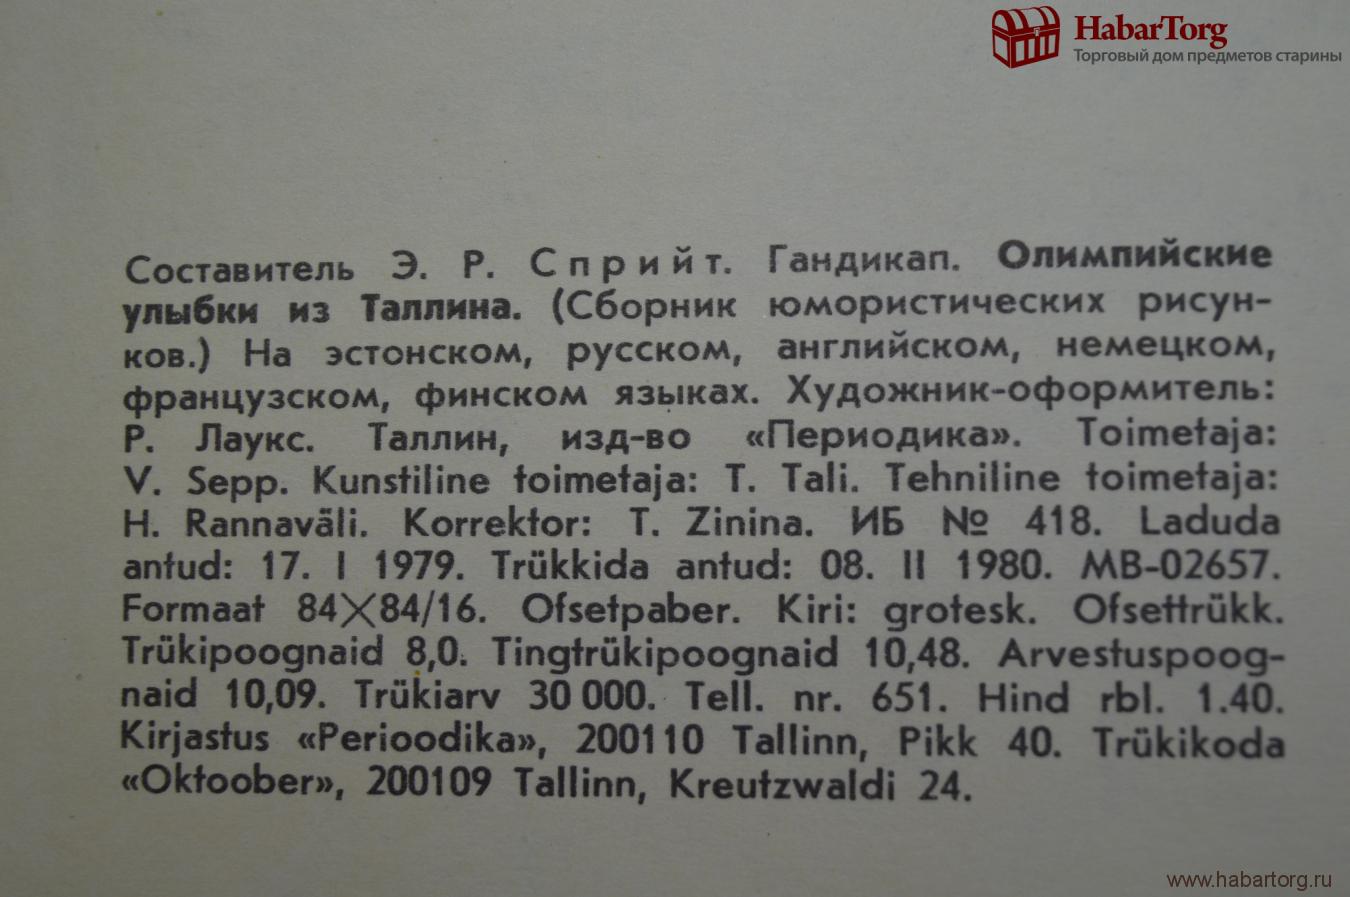 HabarTorg
Торговый дом предметов старины
Составитель Э. Р. Сприйт. Гандикап. Олимпийские
улыбки из Таллина. (Сборник юмористических рисун-
ков.) На эстонском, русском, английском, немецком,
французском, финском языках. Художник-оформитель:
Р. Лаукс. Таллин, изд-во «Периодика». Toimetaja:
V. Sepp. Kunstiline toimetaja: T. Tali. Tehniline toimetaja:
H. Rannaväli. Korrektor: T. Zinina. ИБ № 418. Laduda
antud: 17. I 1979. Trükkida antud: 08. II 1980. MB-02657.
Formaat 84×84/16. Ofsetpaber. Kiri: grotesk. Ofsettrükk.
Trükipoognaid 8,0. Tingtrükipoognaid 10,48. Arvestuspoog-
naid 10,09. Trükiarv 30 000. Tell. nr. 651. Hind rbl. 1.40.
Kirjastus «Perioodika», 200110 Tallinn, Pikk 40. Trükikoda
«Oktoober», 200109 Tallinn, Kreutzwaldi 24.
www.habartorg.ru